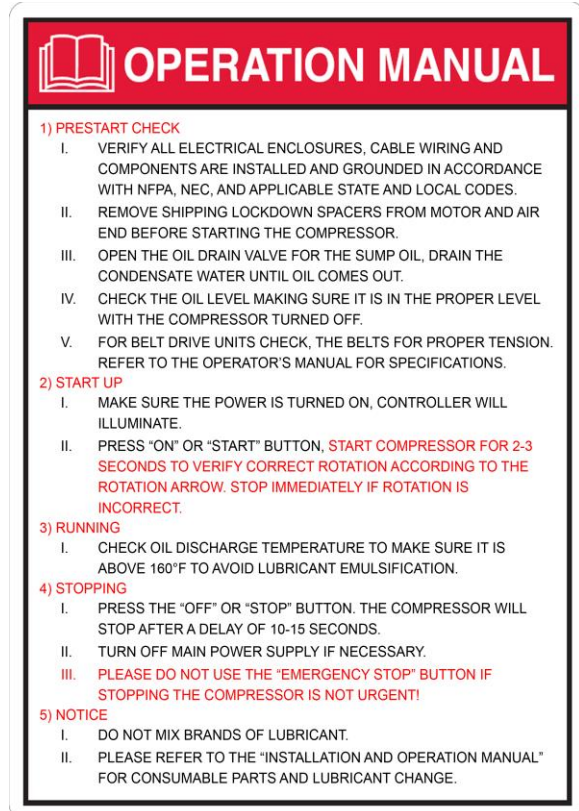 OPERATION MANUAL
1) PRESTART CHECK
I. VERIFY ALL ELECTRICAL ENCLOSURES, CABLE WIRING AND
COMPONENTS ARE INSTALLED AND GROUNDED IN ACCORDANCE
WITH NFPA, NEC, AND APPLICABLE STATE AND LOCAL CODES.
II. REMOVE SHIPPING LOCKDOWN SPACERS FROM MOTOR AND AIR
END BEFORE STARTING THE COMPRESSOR.
III. OPEN THE OIL DRAIN VALVE FOR THE SUMP OIL, DRAIN THE
CONDENSATE WATER UNTIL OIL COMES OUT.
IV. CHECK THE OIL LEVEL MAKING SURE IT IS IN THE PROPER LEVEL
WITH THE COMPRESSOR TURNED OFF.
V. FOR BELT DRIVE UNITS CHECK, THE BELTS FOR PROPER TENSION.
REFER TO THE OPERATOR'S MANUAL FOR SPECIFICATIONS.
2) START UP
I. MAKE SURE THE POWER IS TURNED ON, CONTROLLER WILL
ILLUMINATE.
II. PRESS “ON” OR “START” BUTTON, START COMPRESSOR FOR 2-3
SECONDS TO VERIFY CORRECT ROTATION ACCORDING TO THE
ROTATION ARROW. STOP IMMEDIATELY IF ROTATION IS
INCORRECT.
3) RUNNING
I. CHECK OIL DISCHARGE TEMPERATURE TO MAKE SURE IT IS
ABOVE 160°F TO AVOID LUBRICANT EMULSIFICATION.
4) STOPPING
I. PRESS THE “OFF” OR “STOP” BUTTON. THE COMPRESSOR WILL
STOP AFTER A DELAY OF 10-15 SECONDS.
II. TURN OFF MAIN POWER SUPPLY IF NECESSARY.
III. PLEASE DO NOT USE THE “EMERGENCY STOP” BUTTON IF
STOPPING THE COMPRESSOR IS NOT URGENT!
5) NOTICE
I. DO NOT MIX BRANDS OF LUBRICANT.
II. PLEASE REFER TO THE “INSTALLATION AND OPERATION MANUAL”
FOR CONSUMABLE PARTS AND LUBRICANT CHANGE.